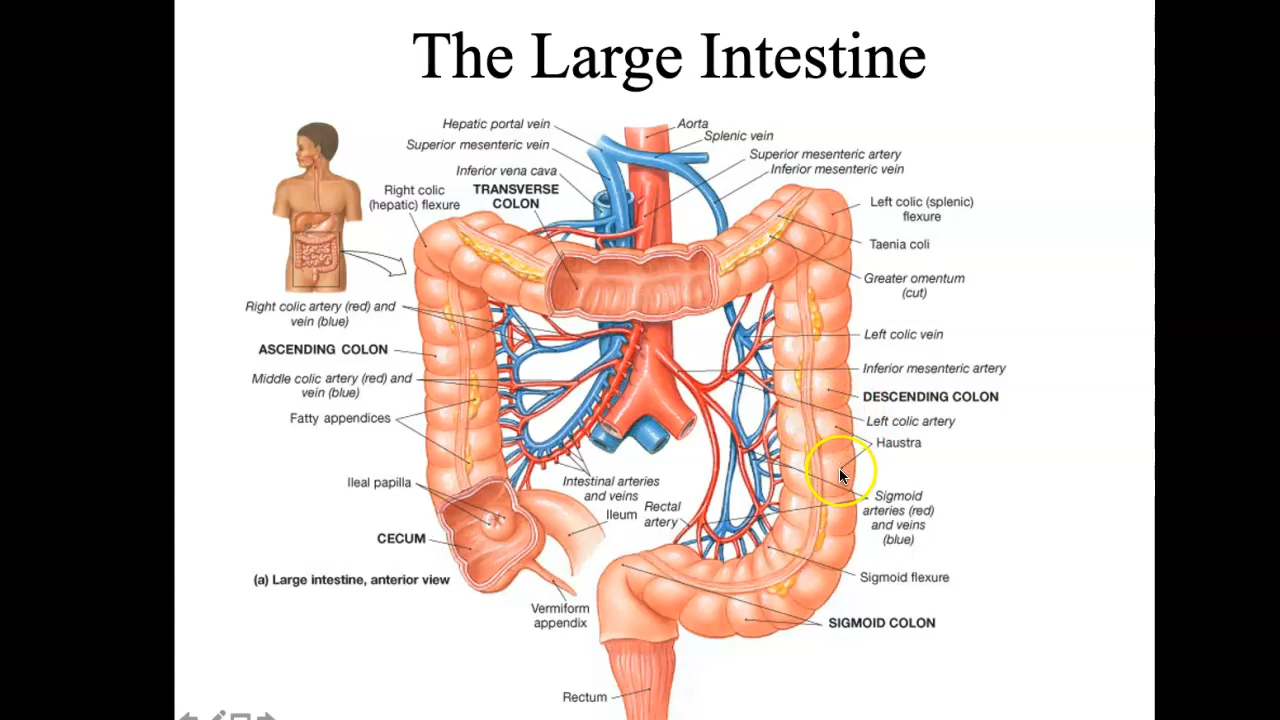 The Large Intestine
Hepatic portal vein
Superior mesenteric vein
Inferior vena cava
TRANSVERSE
COLON
Right colic
(hepatic) flexure
Aorta
Splenic vein
Superior mesenteric artery
Inferior mesenteric vein
Left colic (splenic)
flexure
Taenia coli
Greater omentum
(cut)
Right colic artery (red) and
vein (blue)
ASCENDING COLON
Middle colic artery (red) and
vein (blue)
Fatty appendices
Ileal papilla
CECUM
(a) Large intestine, anterior view
Left colic vein
Inferior mesenteric artery
DESCENDING COLON
Left colic artery
Haustra
Intestinal arteries
and veins
Ileum
Rectal
artery
Sigmoid
arteries (red)
and veins
(blue)
Sigmoid flexure
Vermiform
appendix
SIGMOID COLON
Rectum